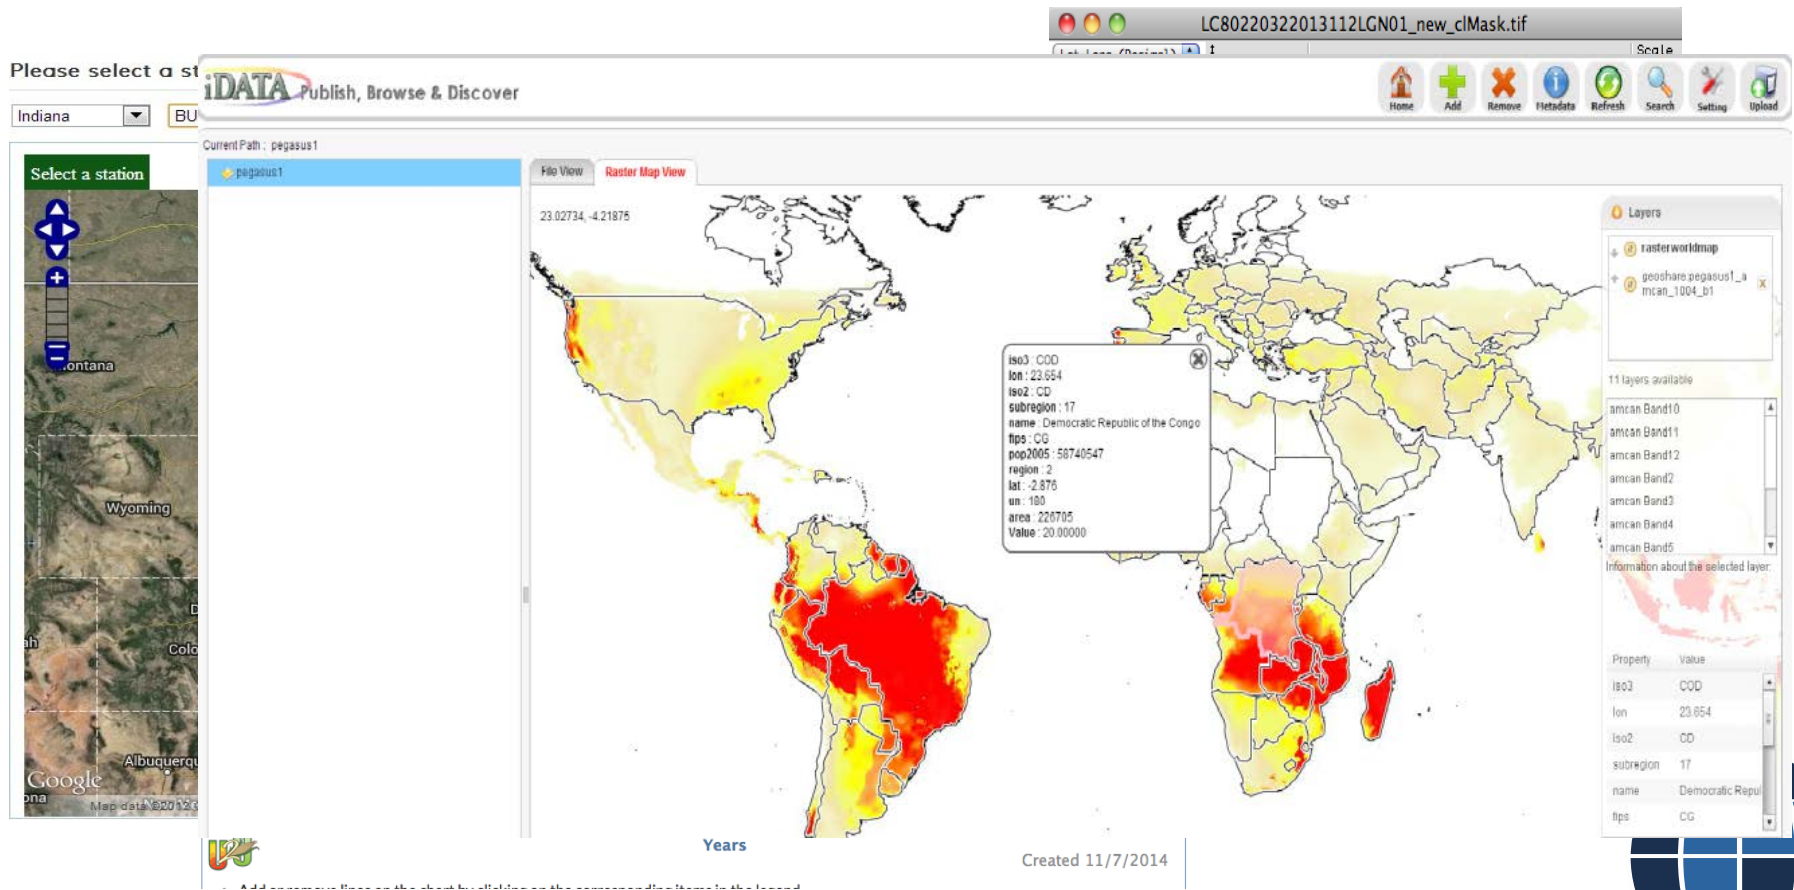 LC80220322013112LGN01_new_clMask.tif
Scale
Please select a st
Indiana
BU
iDATA Publish, Browse & Discover
Home
Add
Remove
Metadata
Refresh
Search
Setting
Upload
Current Path : pegasus1
pegasus1
Select a station
File View
Raster Map View
23.02734, -4.21875
iso3 : COD
lon : 23.654
iso2 : CD
subregion : 17
name : Democratic Republic of the Congo
fips : CG
pop2005 : 58740547
region : 2
lat : -2.876
un : 180
area : 226705
Value : 20.00000
Layers
rasterworldmap
geoshare:pegasus1_a
mcan_1004_b1
11 layers available
amcan Band10
amcan Band11
amcan Band12
amcan Band2
amcan Band3
amcan Band4
amcan Band5
Information about the selected layer:
Property Value
iso3 COD
lon 23.654
iso2 CD
subregion 17
name Democratic Repul
fips CG
ontana
Wyoming
ah
Colo
Albuquerqu
Google
ona
Map data ©2012
Years
Created 11/7/2014
Add or remove lines on the chart by clicking on the corresponding items in the legend